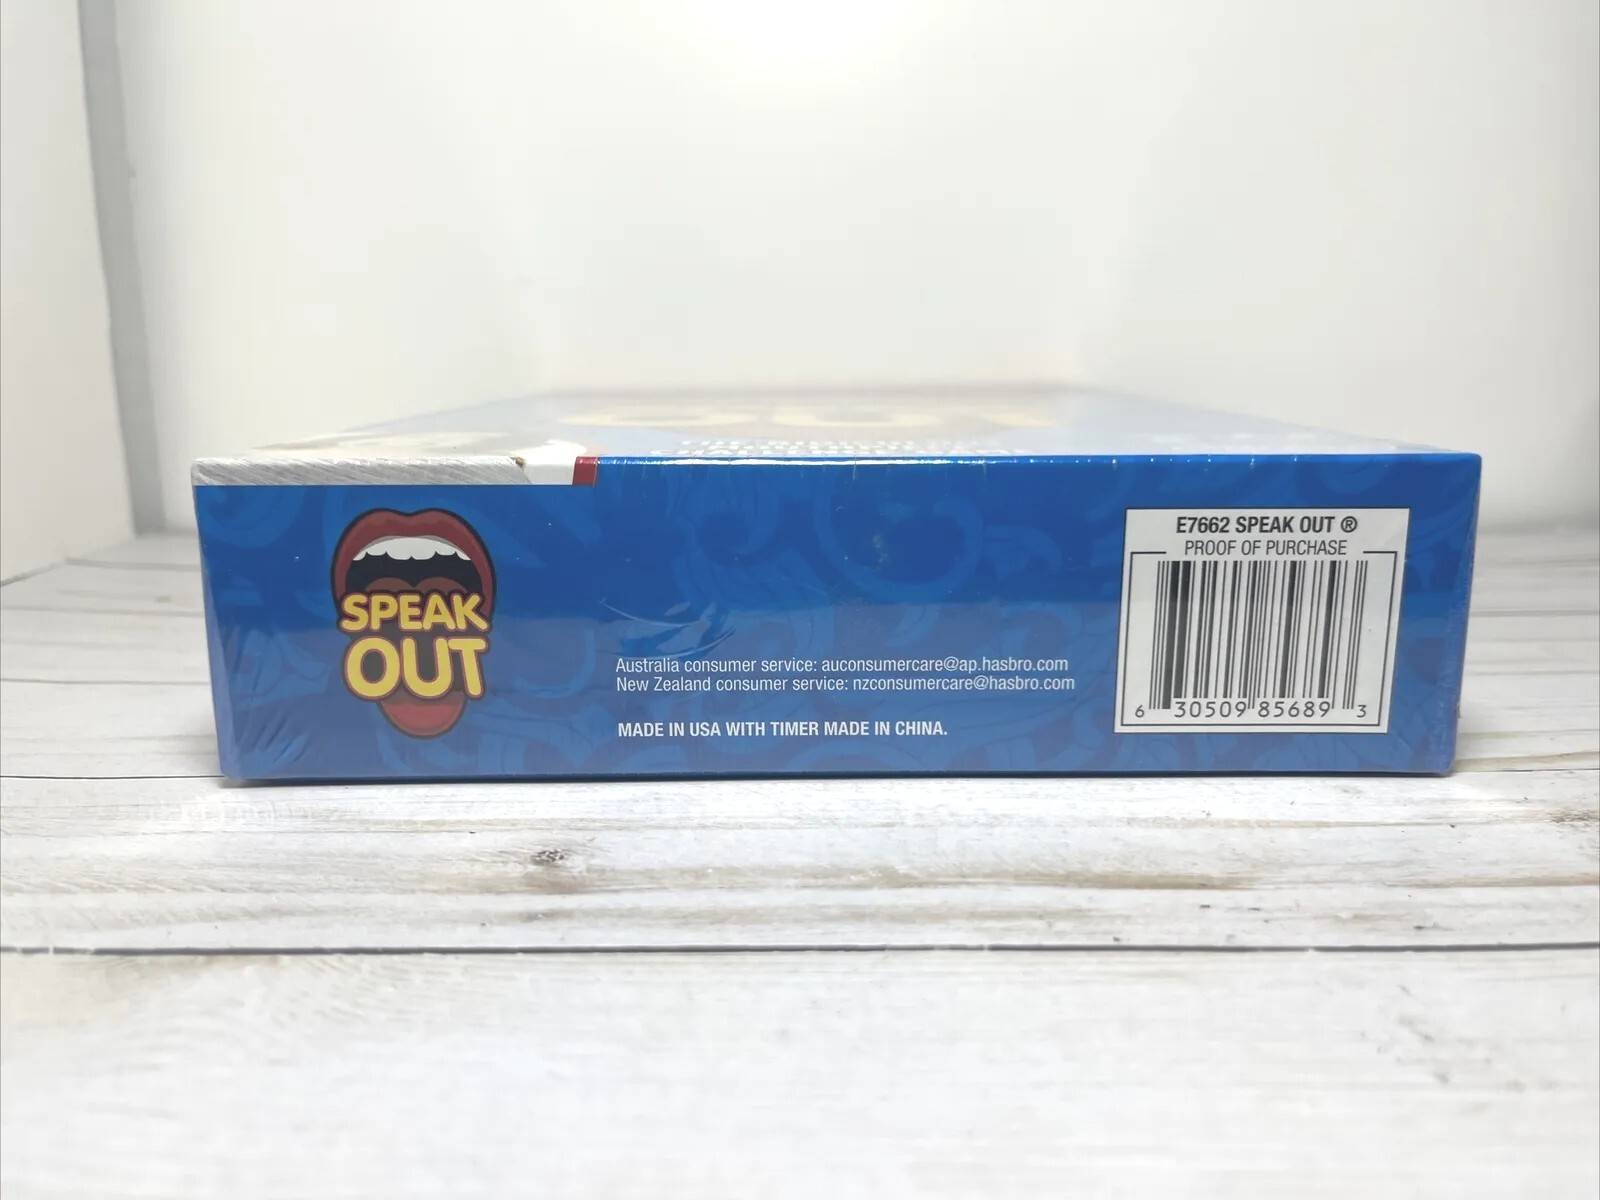 SPEAK
OUT
Australia consumer service: auconsumercare@ap.hasbro.com
New Zealand consumer service: nzconsumercare@hasbro.com
MADE IN USA WITH TIMER MADE IN CHINA.
E7662 SPEAK OUT ®
PROOF OF PURCHASE
6 30509 85689 3